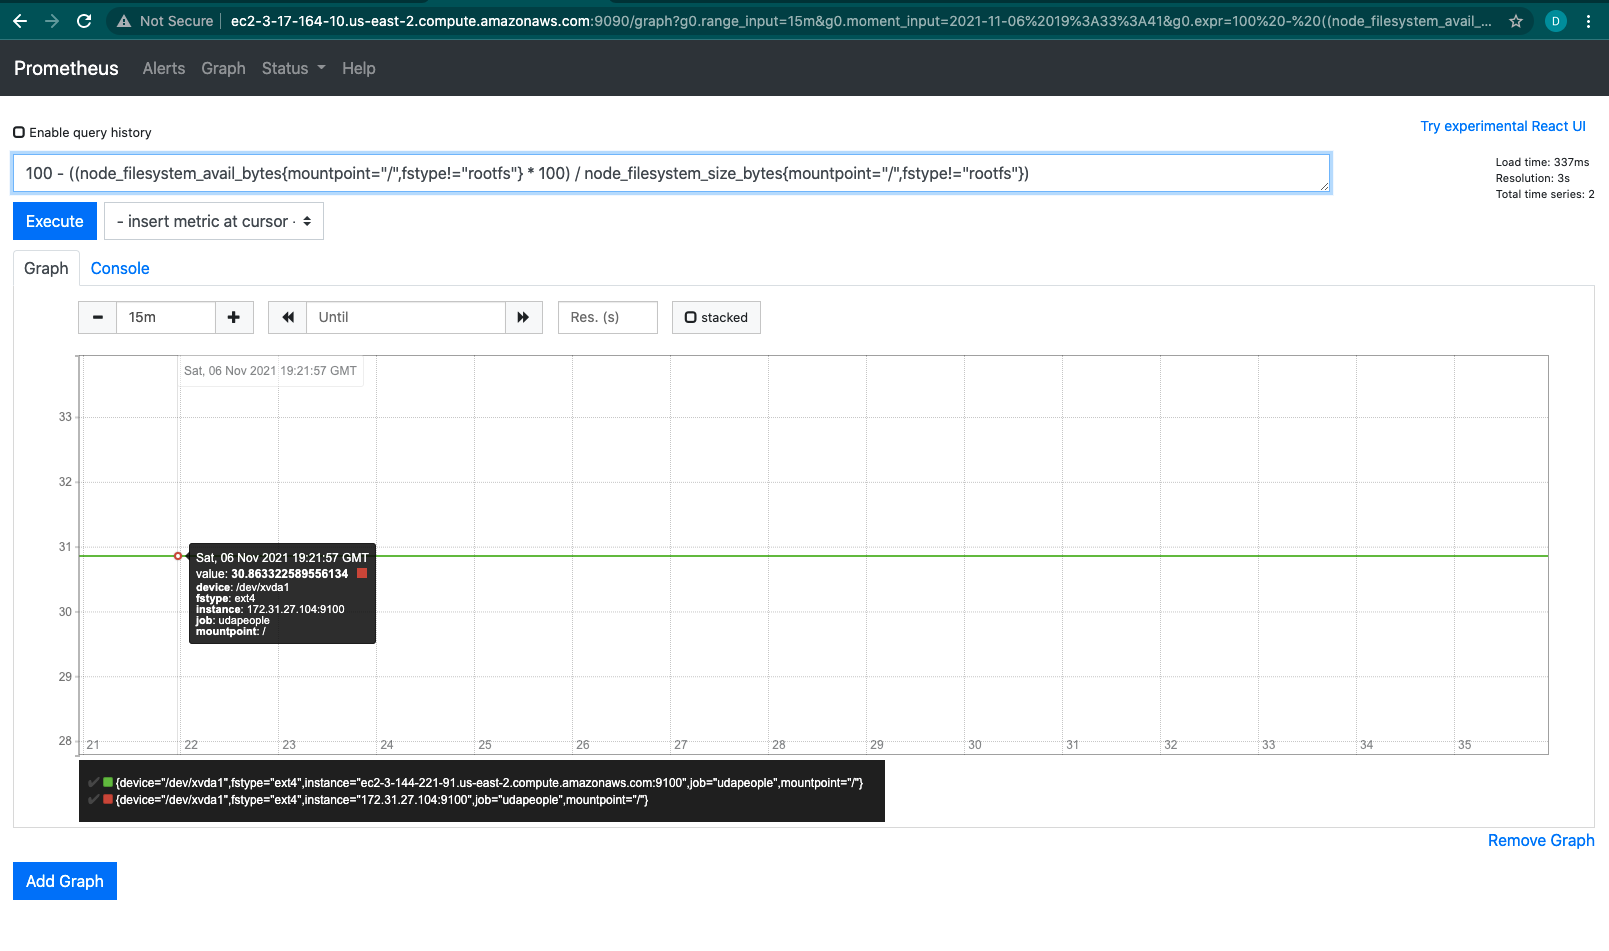 Not Secure ec2-3-17-164-10.us-east-2.compute.amazonaws.com:9090/graph?g0.range_input=15m&g0.moment_input=2021-11-06%2019%3A33%3A41&g0.expr=100%20-%20((node_filesystem_avail_... D
Prometheus Alerts Graph Status Help
Enable query history
Try experimental React UI
100 - ((node_filesystem_avail_bytes{mountpoint="/",fstype!="rootfs"} * 100) / node_filesystem_size_bytes{mountpoint="/",fstype!="rootfs"})
Load time: 337ms
Resolution: 3s
Total time series: 2
Execute - insert metric at cursor -
Graph Console
15m Until Res. (s) stacked
Sat, 06 Nov 2021 19:21:57 GMT
33
32
31
30
29
28
Sat, 06 Nov 2021 19:21:57 GMT
value: 30.863322589556134
device: /dev/xvda1
fstype: ext4
instance: 172.31.27.104:9100
job: udapeople
mountpoint: /
21 22 23 24 25 26 27 28 29 30 31 32 33 34 35
{device="/dev/xvda1",fstype="ext4",instance="ec2-3-144-221-91.us-east-2.compute.amazonaws.com:9100",job="udapeople",mountpoint="/"}
{device="/dev/xvda1",fstype="ext4",instance="172.31.27.104:9100",job="udapeople",mountpoint="/"}
Remove Graph
Add Graph